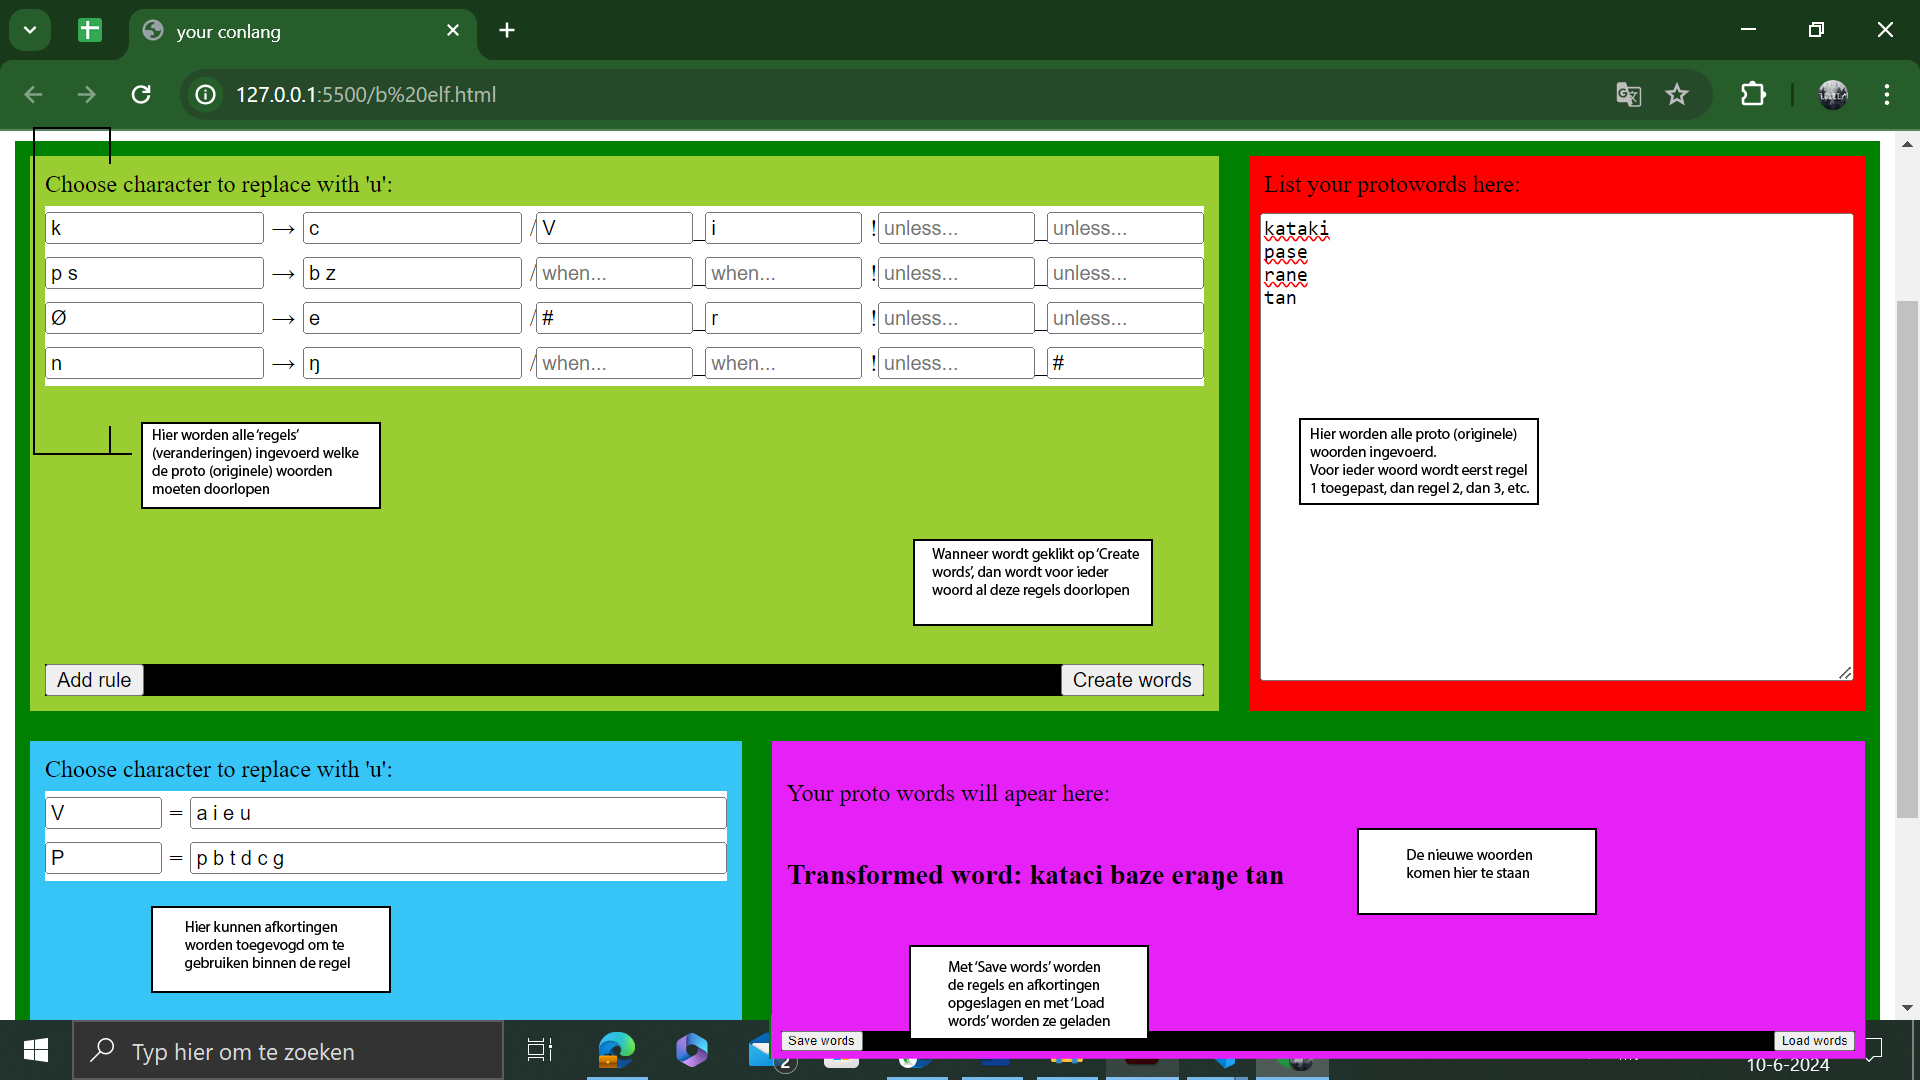 your conlang
127.0.0.1:5500/b%20elf.html
Choose character to replace with 'u':
k → c / V _ i ! unless... _ unless...
p s → b z / when... _ when... ! unless... _ unless...
Ø → e / # _ r ! unless... _ unless...
n → ŋ / when... _ when... ! unless... _ #
Hier worden alle ‘regels’
(veranderingen) ingevoerd welke
de proto (originele) woorden
moeten doorlopen
Wanneer wordt geklikt op ‘Create
words’, dan wordt voor ieder
woord al deze regels doorlopen
Add rule
Create words
List your protowords here:
kataki
pase
rane
tan
Hier worden alle proto (originele)
woorden ingevoerd.
Voor ieder woord wordt eerst regel
1 toegepast, dan regel 2, dan 3, etc.
Choose character to replace with 'u':
V = a i e u
P = p b t d c g
Hier kunnen afkortingen
worden toegevogd om te
gebruiken binnen de regel
Your proto words will apear here:
Transformed word: kataci baze eraŋe tan
De nieuwe woorden
komen hier te staan
Met ‘Save words’ worden
de regels en afkortingen
opgeslagen en met ‘Load
words’ worden ze geladen
Save words
Load words
Typ hier om te zoeken
2
10-6-2024